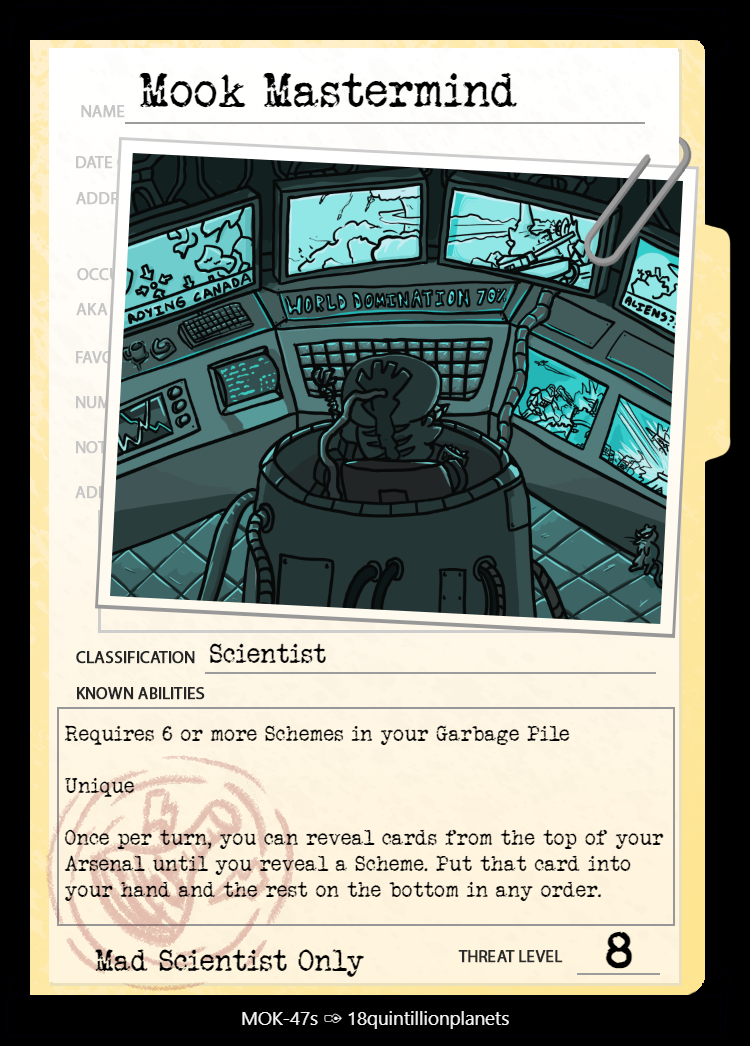 NAME Mook Mastermind
DATE
ADDR
OCCU
AKA
FAVO
NUM
NOT
ADI
OYING CANADA
WORLD DOMINATION 70%
ALIENS??
CLASSIFICATION Scientist
KNOWN ABILITIES
Requires 6 or more Schemes in your Garbage Pile
Unique
Once per turn, you can reveal cards from the top of your
Arsenal until you reveal a Scheme. Put that card into
your hand and the rest on the bottom in any order.
Mad Scientist Only
THREAT LEVEL 8
MOK-47s 18quintillionplanets